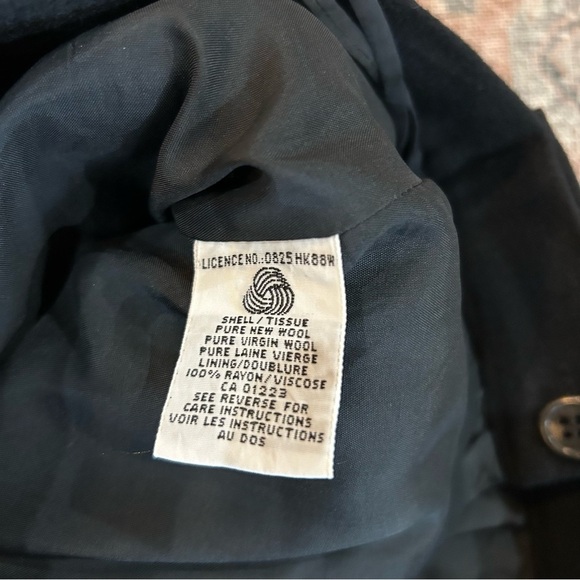 LICENCE NO.:0825 HK88W
SHELL/TISSUE
PURE NEW WOOL
PURE VIRGIN WOOL
PURE LAINE VIERGE
LINING/DOUBLURE
100% RAYON/VISCOSE
CA 01223
SEE REVERSE FOR
CARE INSTRUCTIONS
VOIR LES INSTRUCTIONS
AU DOS